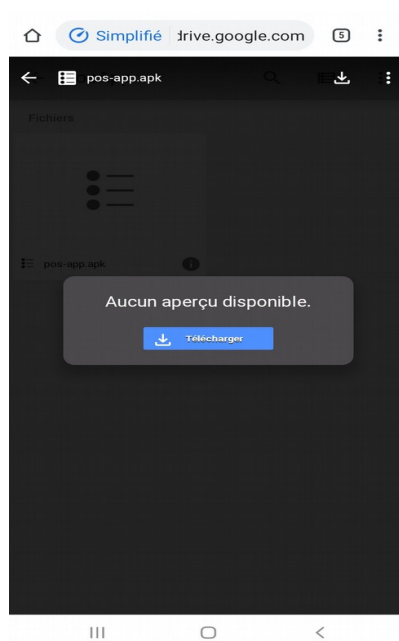 Simplifié drive.google.com 5
pos-app.apk
Fichiers
pos-app.apk
Aucun aperçu disponible.
Télécharger